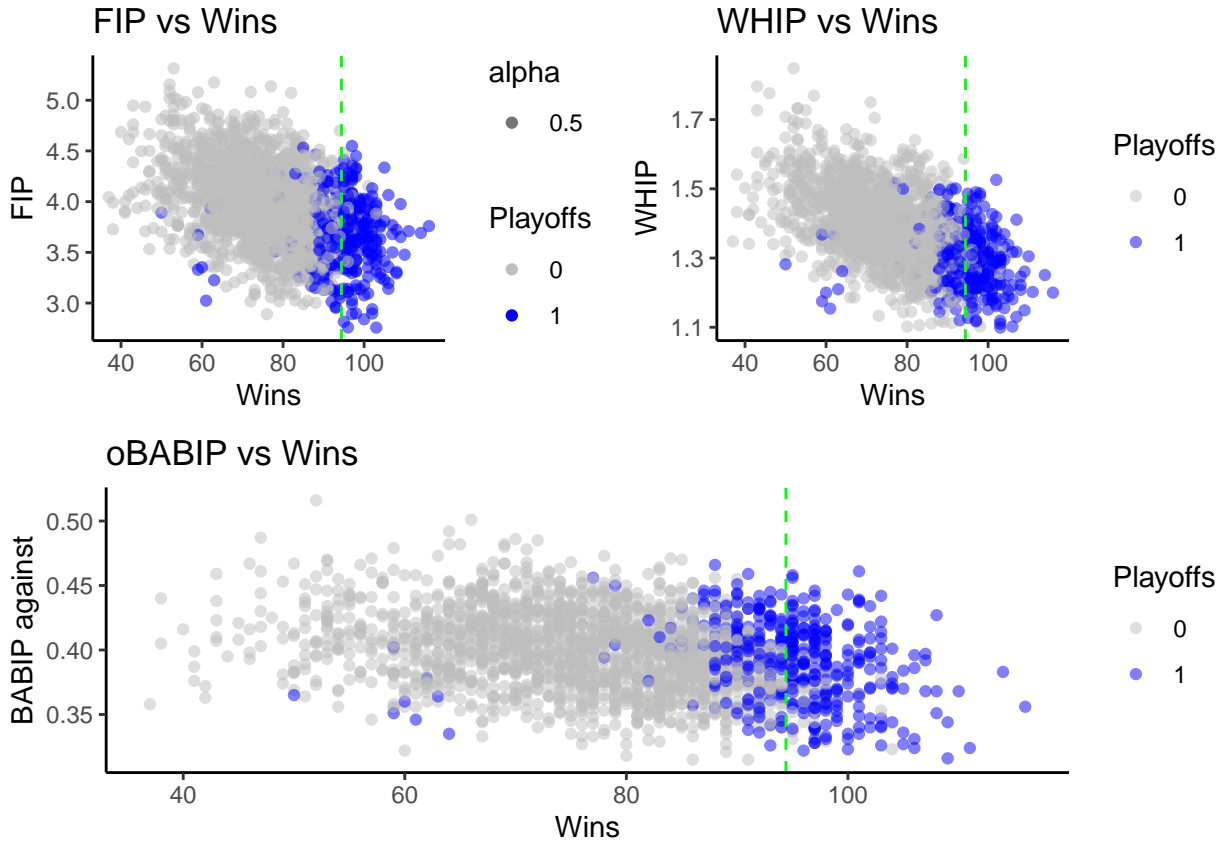 FIP vs Wins
FIP
5.0
4.5
4.0
3.5
3.0
40 60 80 100
Wins
alpha
0.5
Playoffs
0
1
WHIP vs Wins
WHIP
1.7
1.5
1.3
1.1
40 60 80 100
Wins
Playoffs
0
1
oBABIP vs Wins
BABIP against
0.50
0.45
0.40
0.35
40 60 80 100
Wins
Playoffs
0
1